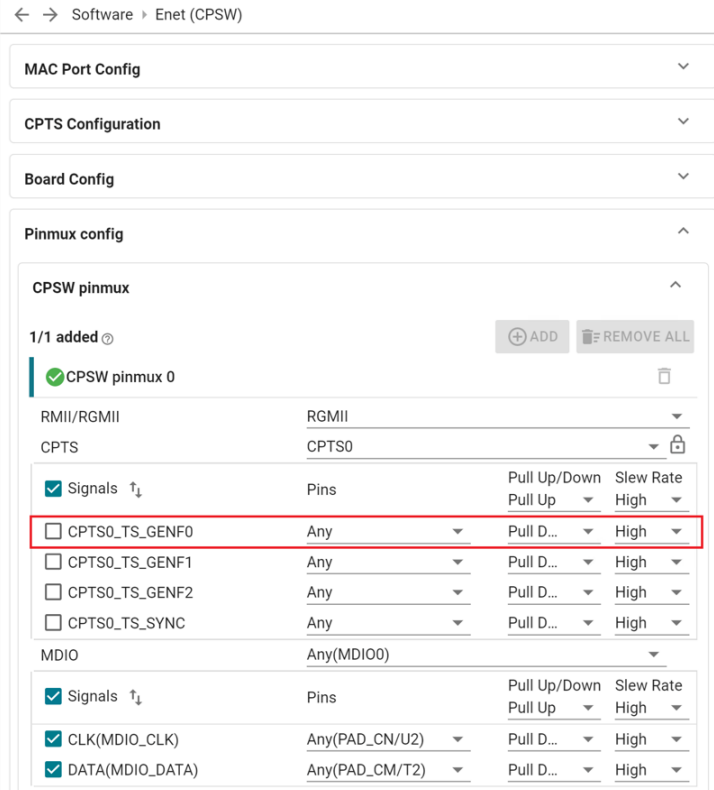 Software Enet (CPSW)
MAC Port Config
CPTS Configuration
Board Config
Pinmux config
CPSW pinmux
1/1 added ADD REMOVE ALL
CPSW pinmux 0
RMII/RGMII RGMII
CPTS CPTS0
Signals Pins Pull Up/Down Slew Rate
Pull Up High
CPTS0_TS_GENF0 Any Pull D... High
CPTS0_TS_GENF1 Any Pull D... High
CPTS0_TS_GENF2 Any Pull D... High
CPTS0_TS_SYNC Any Pull D... High
MDIO Any(MDIO0)
Signals Pins Pull Up/Down Slew Rate
Pull Up High
CLK(MDIO_CLK) Any(PAD_CN/U2) Pull D... High
DATA(MDIO_DATA) Any(PAD_CM/T2) Pull D... High